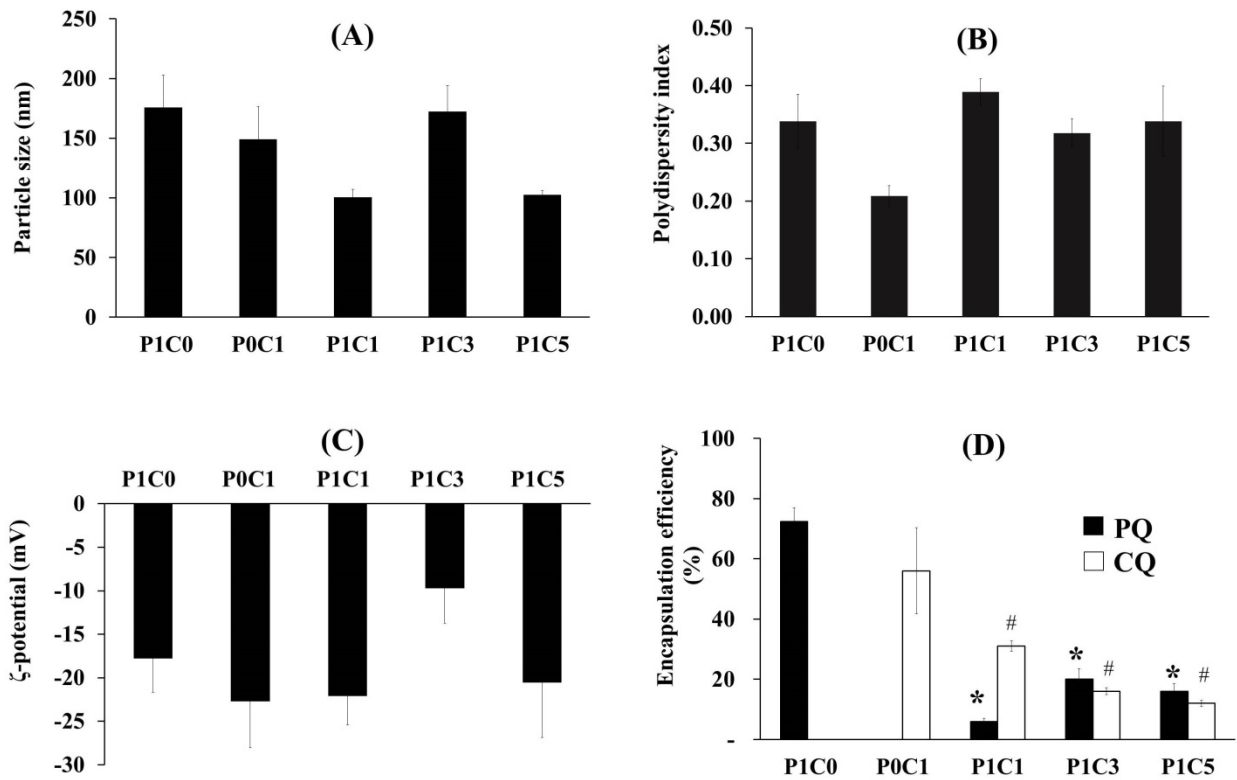 (A)
Particle size (nm)
250
200
150
100
50
0
P1C0 P0C1 P1C1 P1C3 P1C5
(B)
Polydispersity index
0.50
0.40
0.30
0.20
0.10
0.00
P1C0 P0C1 P1C1 P1C3 P1C5
(C)
P1C0 P0C1 P1C1 P1C3 P1C5
ζ-potential (mV)
0
-5
-10
-15
-20
-25
-30
(D)
Encapsulation efficiency
(%)
100
80
60
40
20
-
PQ
CQ
#
* #
* #
*
P1C0 P0C1 P1C1 P1C3 P1C5